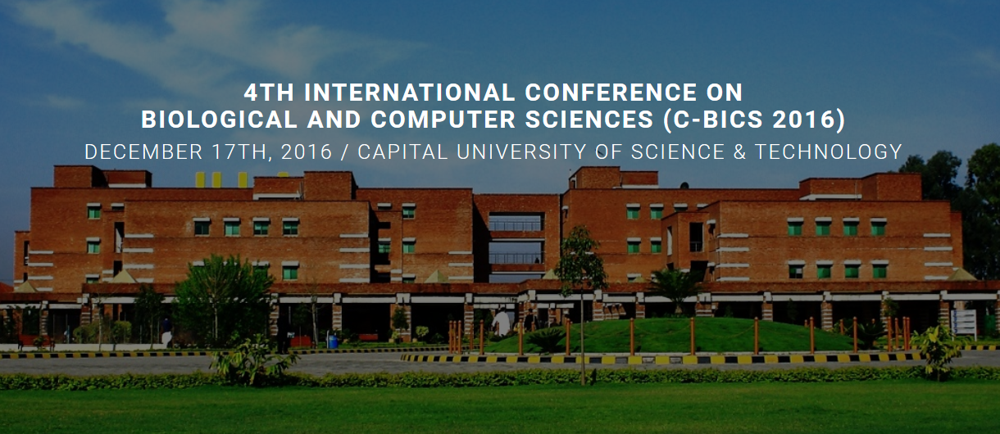 4TH INTERNATIONAL CONFERENCE ON
BIOLOGICAL AND COMPUTER SCIENCES (C-BICS 2016)
DECEMBER 17TH, 2016 / CAPITAL UNIVERSITY OF SCIENCE & TECHNOLOGY